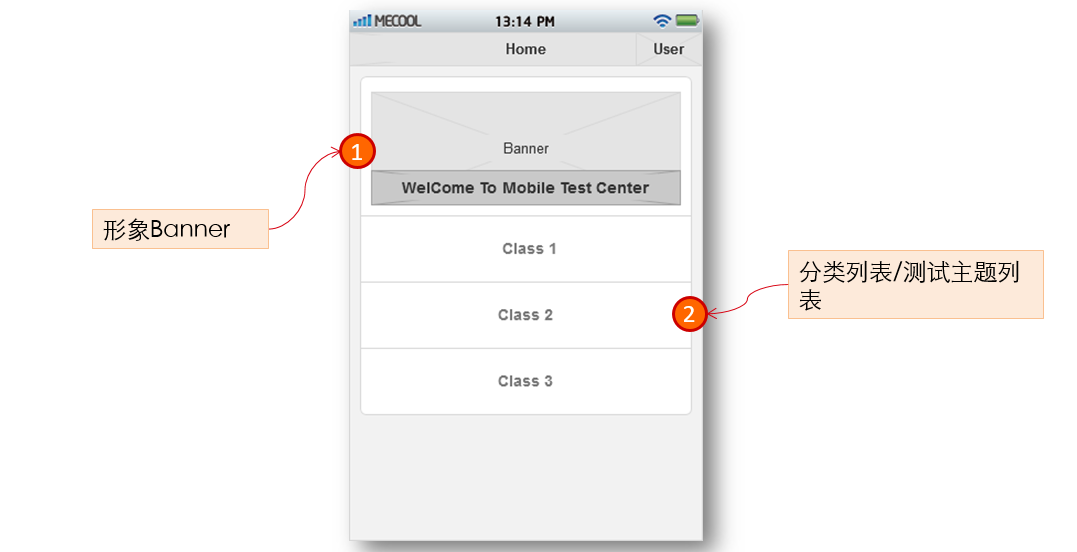 MECOOL 13:14 PM
Home User
Banner
1
WelCome To Mobile Test Center
形象Banner
Class 1
分类列表/测试主题列
表
Class 2
2
Class 3